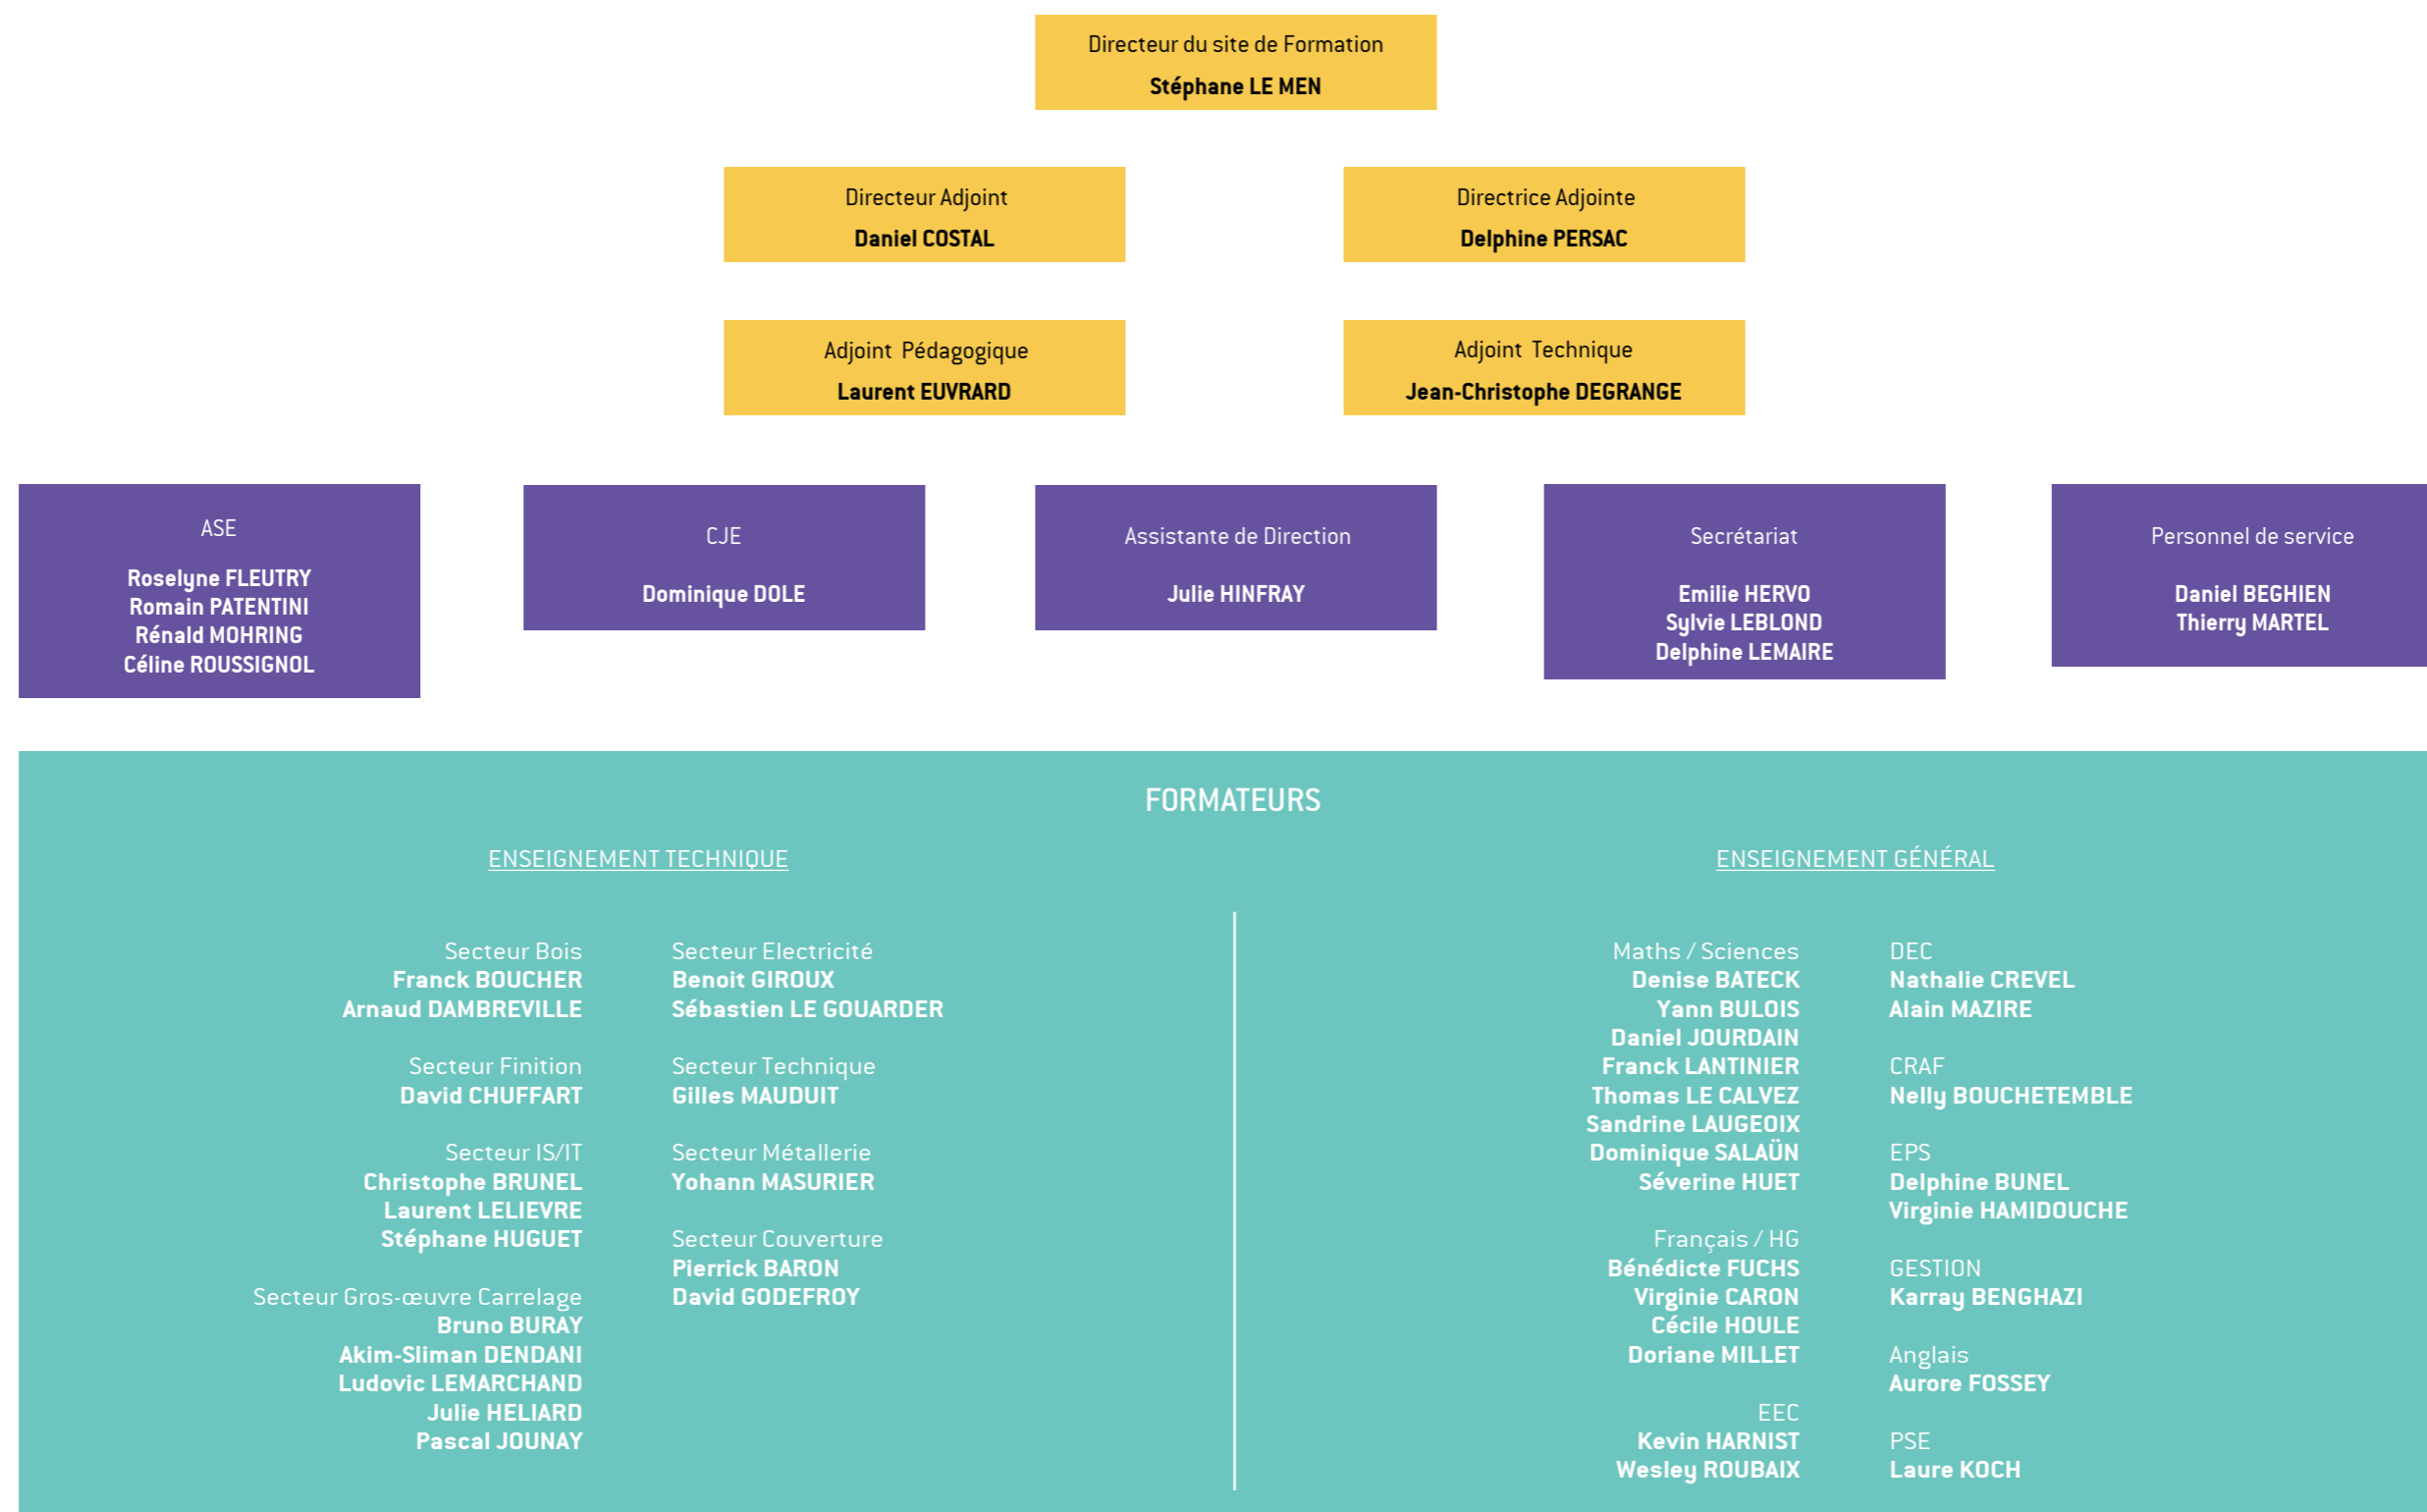 Directeur du site de Formation
Stéphane LE MEN
Directeur Adjoint
Daniel COSTAL
Directrice Adjointe
Delphine PERSAC
Adjoint Pédagogique
Laurent EUVRARD
Adjoint Technique
Jean-Christophe DEGRANGE
ASE
Roselyne FLEUTRY
Romain PATENTINI
Rénald MOHRING
Céline ROUSSIGNOL
CJE
Dominique DOLE
Assistante de Direction
Julie HINFRAY
Secrétariat
Emilie HERVO
Sylvie LEBLOND
Delphine LEMAIRE
Personnel de service
Daniel BEGHIEN
Thierry MARTEL
FORMATEURS
ENSEIGNEMENT TECHNIQUE
Secteur Bois
Franck BOUCHER
Arnaud DAMBREVILLE
Secteur Finition
David CHUFFART
Secteur IS/IT
Christophe BRUNEL
Laurent LELIEVRE
Stéphane HUGUET
Secteur Gros-œuvre Carrelage
Bruno BURAY
Akim-Sliman DENDANI
Ludovic LEMARCHAND
Julie HELIARD
Pascal JOUNAY
Secteur Electricité
Benoit GIROUX
Sébastien LE GOUARDER
Secteur Technique
Gilles MAUDUIT
Secteur Métallerie
Yohann MASURIER
Secteur Couverture
Pierrick BARON
David GODEFROY
ENSEIGNEMENT GÉNÉRAL
Maths / Sciences
Denise BATECK
Yann BULOIS
Daniel JOURDAIN
Franck LANTINIER
Thomas LE CALVEZ
Sandrine LAUGEOIX
Dominique SALAÜN
Séverine HUET
Français / HG
Bénédicte FUCHS
Virginie CARON
Cécile HOULE
Doriane MILLET
EEC
Kevin HARNIST
Wesley ROUBAIX
DEC
Nathalie CREVEL
Alain MAZIRE
CRAF
Nelly BOUCHETEMBLE
EPS
Delphine BUNEL
Virginie HAMIDOUCHE
GESTION
Karray BENGHAZI
Anglais
Aurore FOSSEY
PSE
Laure KOCH